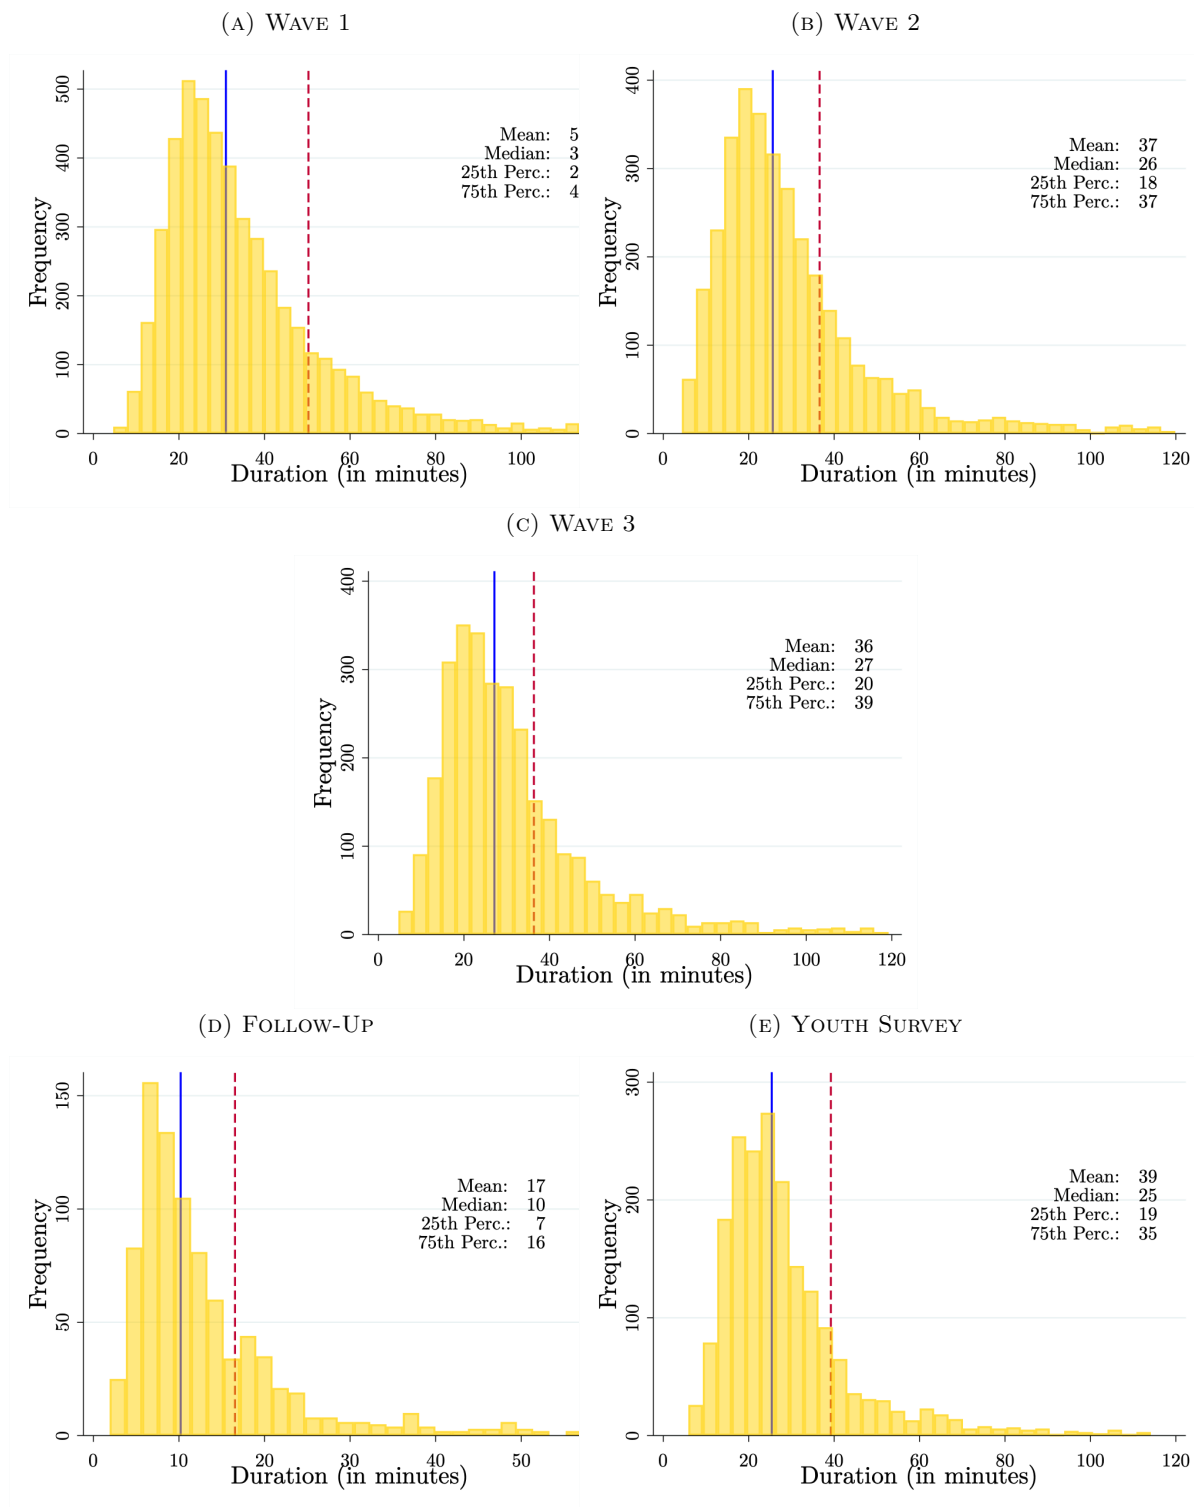 (A) WAVE 1
500
400
300
200
100
0
Frequency
Mean: 5
Median: 3
25th Perc.: 2
75th Perc.: 4
0 20 40 60 80 100
Duration (in minutes)
(B) WAVE 2
400
300
200
100
0
Frequency
Mean: 37
Median: 26
25th Perc.: 18
75th Perc.: 37
0 20 40 60 80 100 120
Duration (in minutes)
(C) WAVE 3
400
300
200
100
0
Frequency
Mean: 36
Median: 27
25th Perc.: 20
75th Perc.: 39
0 20 40 60 80 100 120
Duration (in minutes)
(D) FOLLOW-UP
150
100
50
0
Frequency
Mean: 17
Median: 10
25th Perc.: 7
75th Perc.: 16
0 10 20 30 40 50
Duration (in minutes)
(E) YOUTH SURVEY
300
200
100
0
Frequency
Mean: 39
Median: 25
25th Perc.: 19
75th Perc.: 35
0 20 40 60 80 100 120
Duration (in minutes)